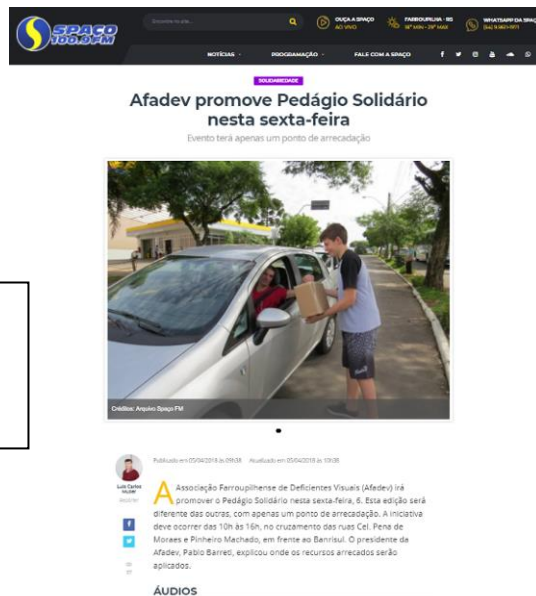 SPAÇO
100.9FM
Encontre no site...
OUÇA A SPAÇO
AO VIVO
FARROUPILHA - RS
WHATSAPP DA SPAÇO
NOTÍCIAS
PROGRAMAÇÃO
FALE COM A SPAÇO
SOLIDARIEDADE
Afadev promove Pedágio Solidário
nesta sexta-feira
Evento terá apenas um ponto de arrecadação
Créditos: Arquivo Spaço FM
Publicado em 05/04/2018 às 09h38 Atualizado em 05/04/2018 às 10h38
Luis Carlos
A Associação Farroupilhense de Deficientes Visuais (Afadev) irá
promover o Pedágio Solidário nesta sexta-feira, 6. Esta edição será
diferente das outras, com apenas um ponto de arrecadação. A iniciativa
deve ocorrer das 10h às 16h, no cruzamento das ruas Cel. Pena de
Moraes e Pinheiro Machado, em frente ao Banrisul. O presidente da
Afadev, Pablo Barreti, explicou onde os recursos arrecados serão
aplicados.
ÁUDIOS